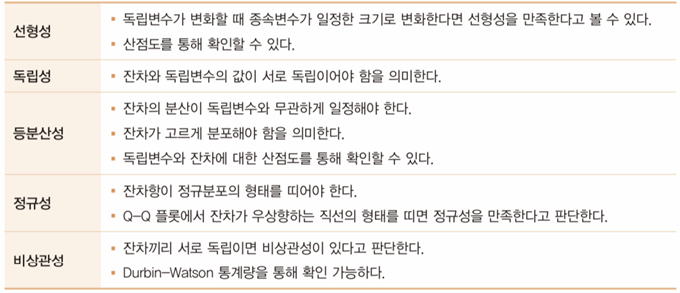 선형성
▪ 독립변수가 변화할 때 종속변수가 일정한 크기로 변화한다면 선형성을 만족한다고 볼 수 있다.
▪ 산점도를 통해 확인할 수 있다.
독립성
▪ 잔차와 독립변수의 값이 서로 독립이어야 함을 의미한다.
등분산성
▪ 잔차의 분산이 독립변수와 무관하게 일정해야 한다.
▪ 잔차가 고르게 분포해야 함을 의미한다.
▪ 독립변수와 잔차에 대한 산점도를 통해 확인할 수 있다.
정규성
▪ 잔차항이 정규분포의 형태를 띠어야 한다.
▪ Q–Q 플롯에서 잔차가 우상향하는 직선의 형태를 띠면 정규성을 만족한다고 판단한다.
비상관성
▪ 잔차끼리 서로 독립이면 비상관성이 있다고 판단한다.
▪ Durbin–Watson 통계량을 통해 확인 가능하다.